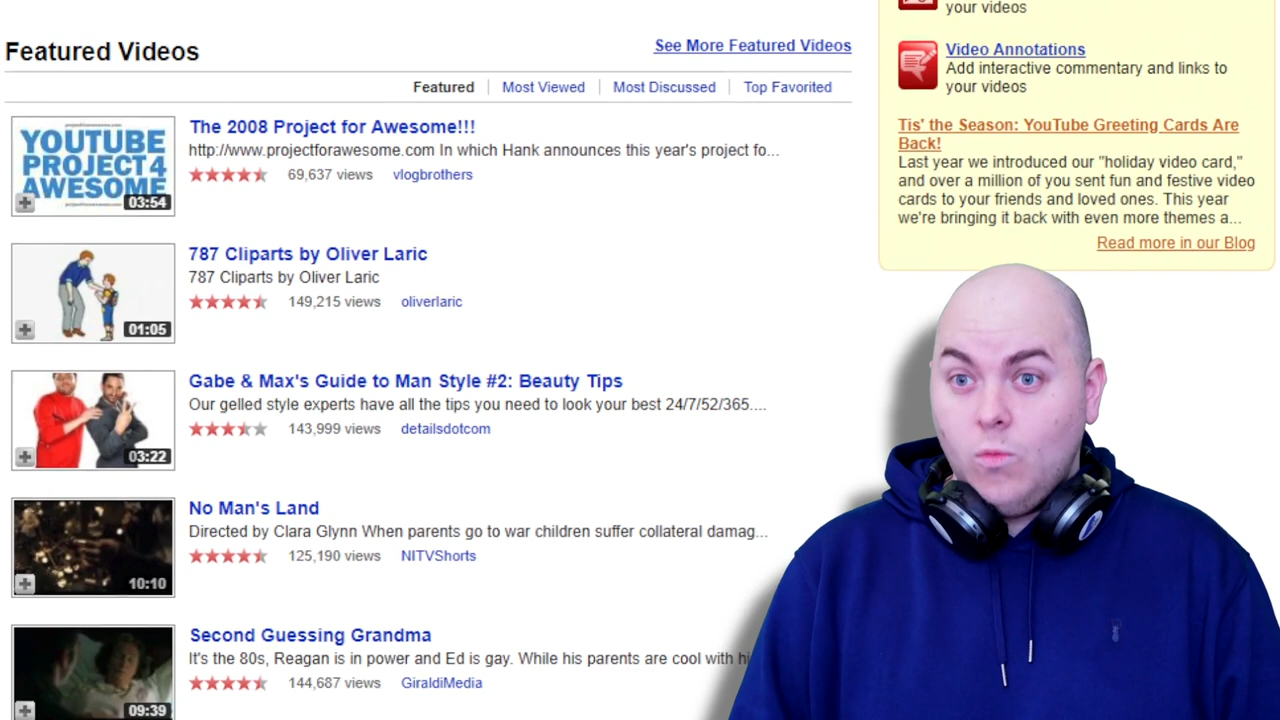 Featured Videos
See More Featured Videos
Featured
Most Viewed
Most Discussed
Top Favorited
YOUTUBE
PROJECT4
AWESOME
03:54
The 2008 Project for Awesome!!!
http://www.projectforawesome.com In which Hank announces this year's project fo...
69,637 views vlogbrothers
01:05
787 Cliparts by Oliver Laric
787 Cliparts by Oliver Laric
149,215 views oliverlaric
03:22
Gabe & Max's Guide to Man Style #2: Beauty Tips
Our gelled style experts have all the tips you need to look your best 24/7/52/365....
143,999 views detailsdotcom
10:10
No Man's Land
Directed by Clara Glynn When parents go to war children suffer collateral damag...
125,190 views NITVShorts
09:39
Second Guessing Grandma
It's the 80s, Reagan is in power and Ed is gay. While his parents are cool with
144,687 views GiraldiMedia
your videos
Video Annotations
Add interactive commentary and links to
your videos
Tis' the Season: YouTube Greeting Cards Are
Back!
Last year we introduced our "holiday video card,"
and over a million of you sent fun and festive video
cards to your friends and loved ones. This year
we're bringing it back with even more themes a...
Read more in our Blog